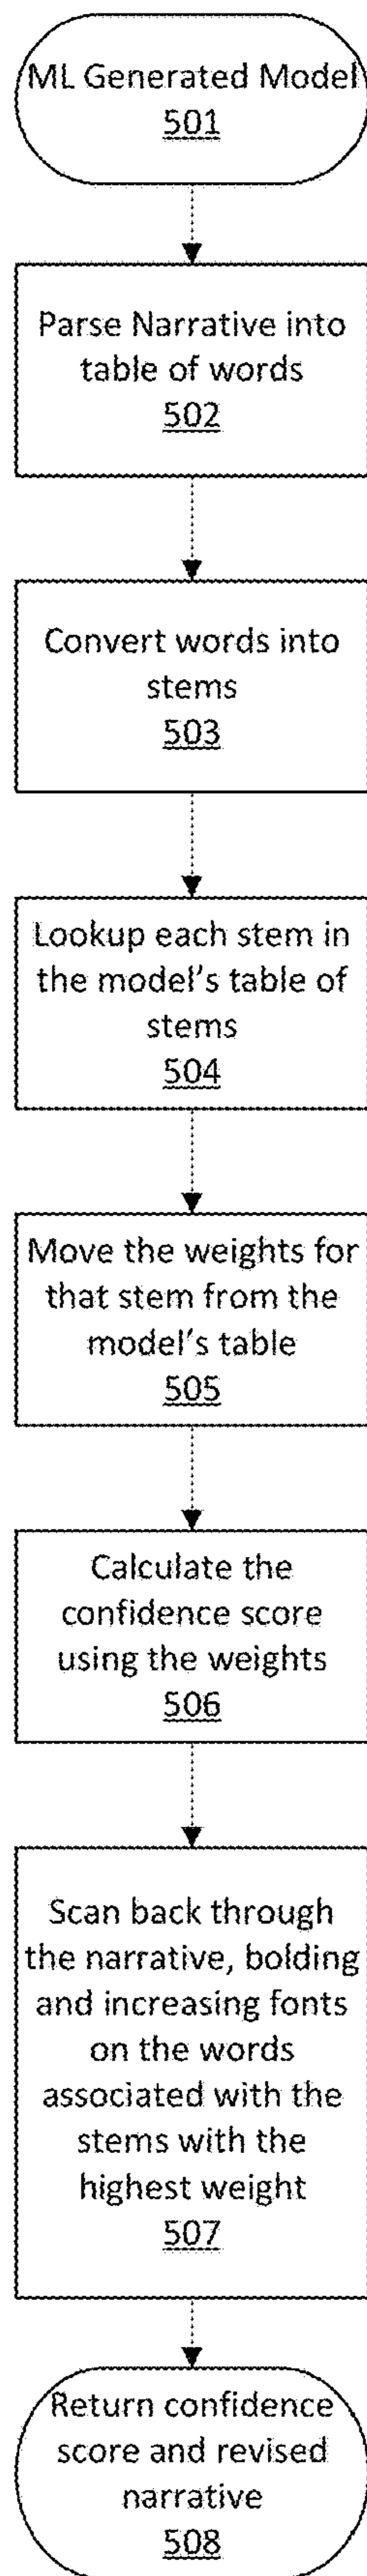 ML Generated Model
501
Parse Narrative into
table of words
502
Convert words into
stems
503
Lookup each stem in
the model's table of
stems
504
Move the weights for
that stem from the
model's table
505
Calculate the
confidence score
using the weights
506
Scan back through
the narrative, bolding
and increasing fonts
on the words
associated with the
stems with the
highest weight
507
Return confidence
score and revised
narrative
508